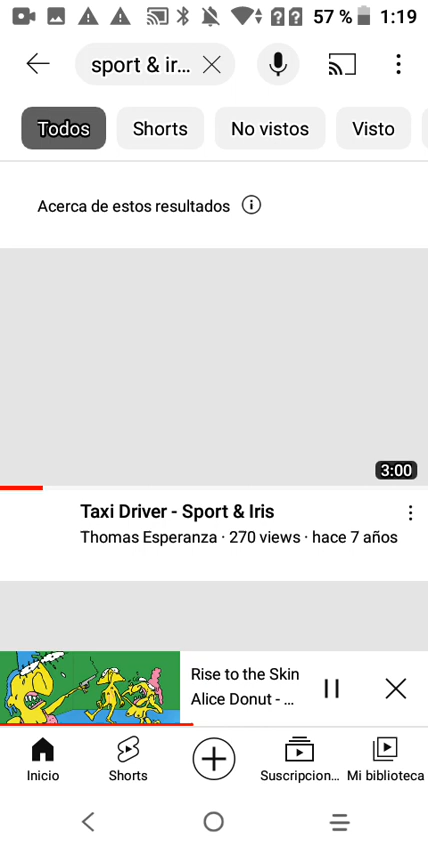 57 % 1:19
sport & ir...
Todos Shorts No vistos Visto
Acerca de estos resultados
3:00
Taxi Driver - Sport & Iris
Thomas Esperanza · 270 views · hace 7 años
Rise to the Skin
Alice Donut - ...
Inicio Shorts Suscripcion... Mi biblioteca